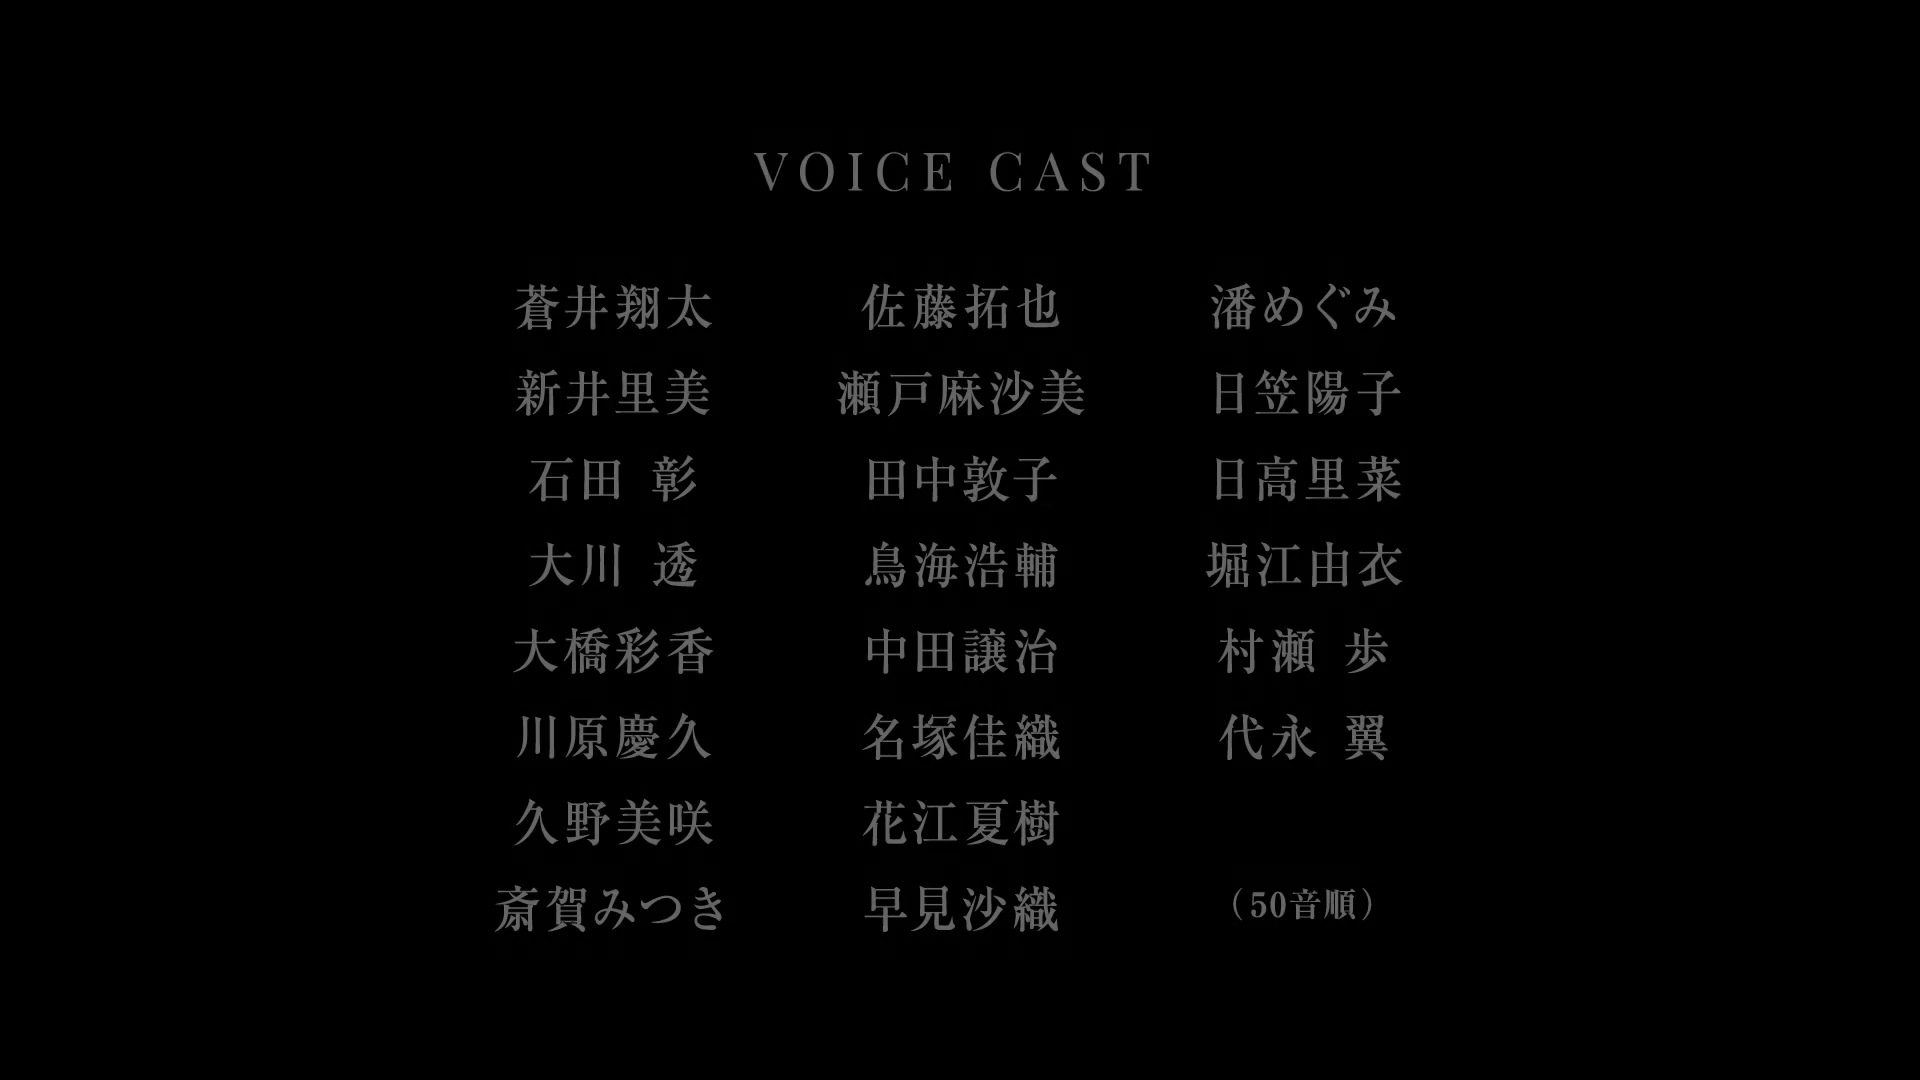 VOICE CAST
蒼井翔太
新井里美
石田 彰
大川 透
大橋彩香
川原慶久
久野美咲
斎賀みつき
佐藤拓也
瀬戸麻沙美
田中敦子
鳥海浩輔
中田譲治
名塚佳織
花江夏樹
早見沙織
潘めぐみ
日笠陽子
日高里菜
堀江由衣
村瀬 歩
代永 翼
（50音順）